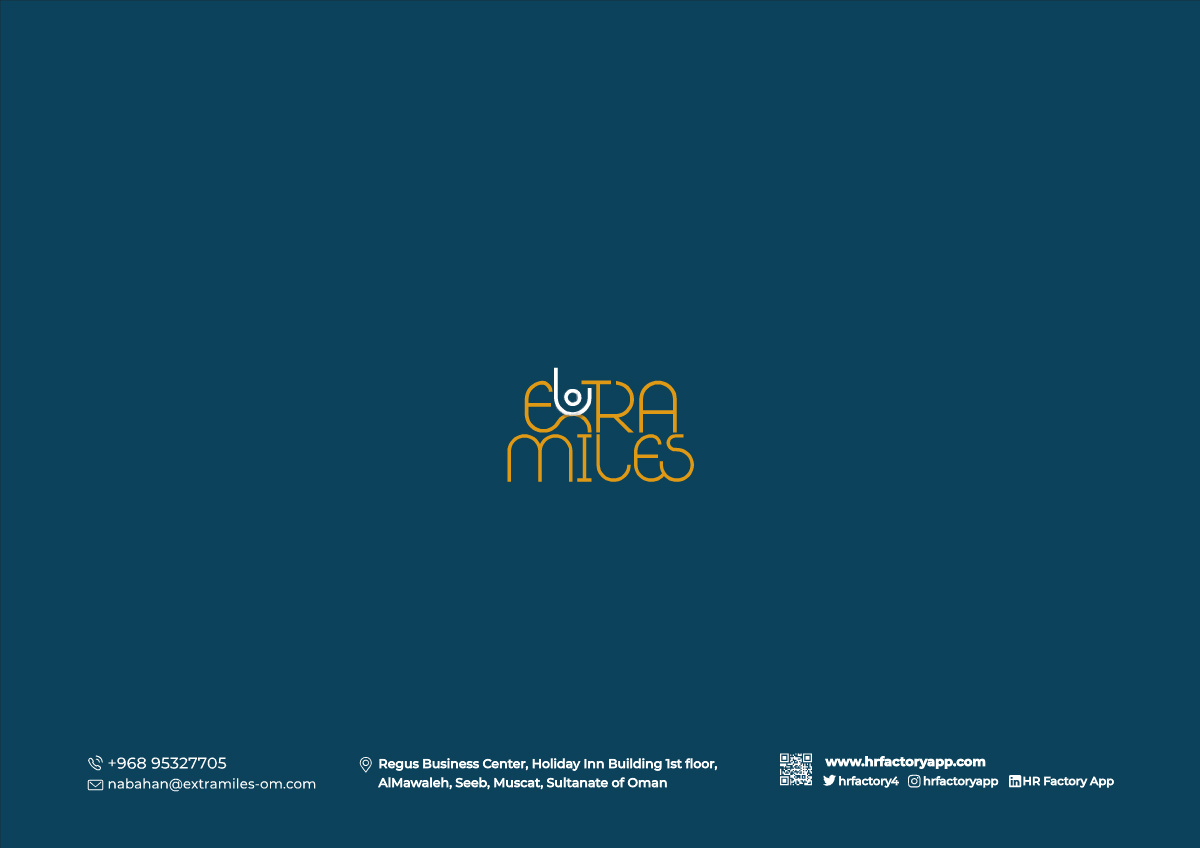 EXTRA
MILES
+968 95327705
nabahan@extramiles-om.com
Regus Business Center, Holiday Inn Building 1st floor,
AlMawaleh, Seeb, Muscat, Sultanate of Oman
www.hrfactoryapp.com
hrfactory4 hrfactoryapp HR Factory App